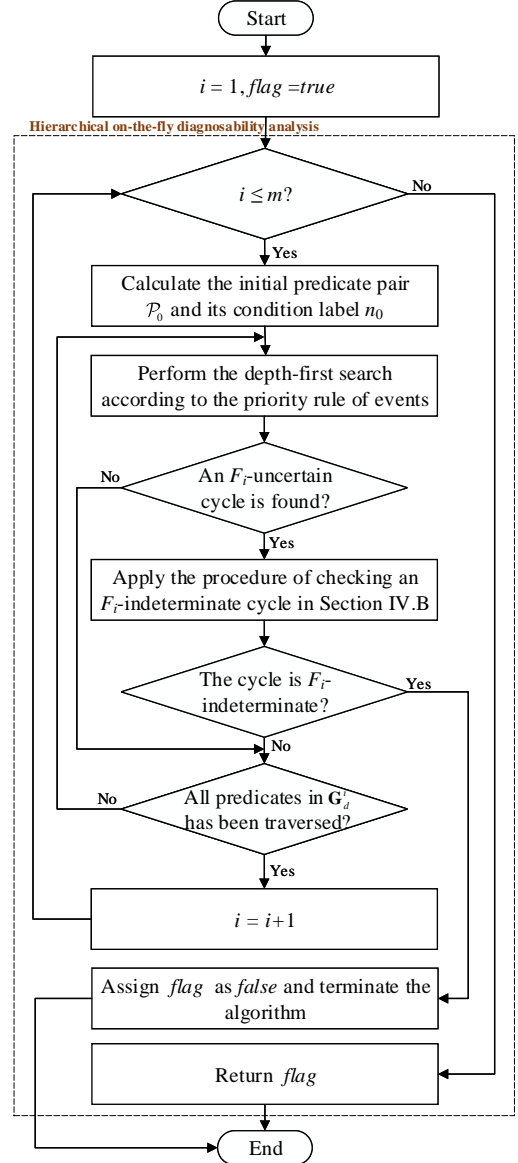 Start
i = 1, flag =true
Hierarchical on-the-fly diagnosability analysis
i ≤ m?
No
Yes
Calculate the initial predicate pair
𝒫₀ and its condition label n₀
Perform the depth-first search
according to the priority rule of events
No
An Fᵢ-uncertain
cycle is found?
Yes
Apply the procedure of checking an
Fᵢ-indeterminate cycle in Section IV.B
The cycle is Fᵢ-
indeterminate?
Yes
No
No
All predicates in G_d^i
has been traversed?
Yes
i = i+1
Assign flag as false and terminate the
algorithm
Return flag
End